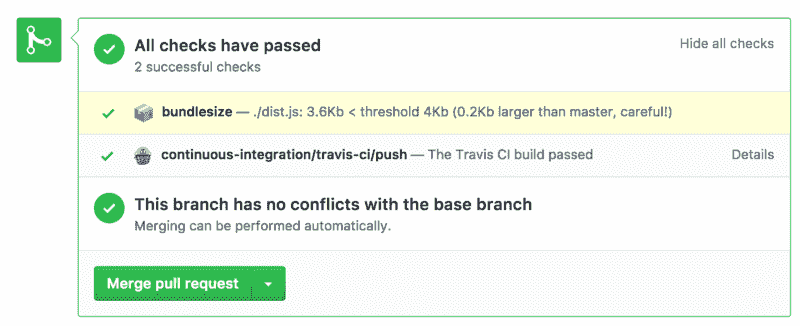 All checks have passed
Hide all checks
2 successful checks
bundlesize — ./dist.js: 3.6Kb < threshold 4Kb (0.2Kb larger than master, careful!)
continuous-integration/travis-ci/push — The Travis CI build passed
Details
This branch has no conflicts with the base branch
Merging can be performed automatically.
Merge pull request